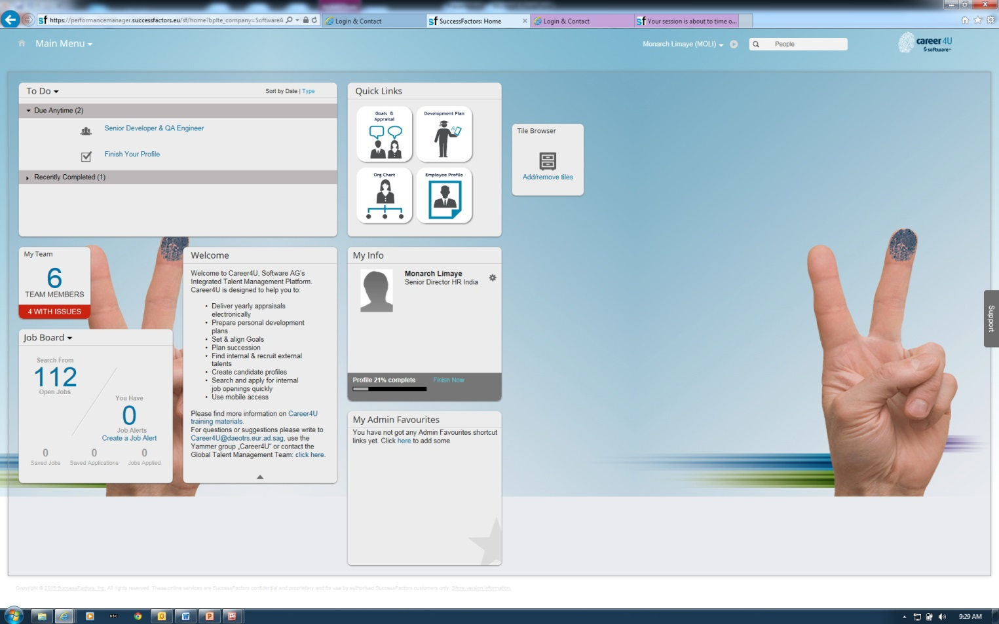 https://performancemanager.successfactors.eu/sf/home?bplte_company=SoftwareA
Login & Contact
SuccessFactors: Home
Login & Contact
Your session is about to time o...
Main Menu
Monarch Limaye (MOLI)
People
career4U
software AG
To Do
Sort by Date | Type
Due Anytime (2)
Senior Developer & QA Engineer
Finish Your Profile
Recently Completed (1)
Quick Links
Goals &
Appraisal
Development Plan
Org Chart
Employee Profile
Tile Browser
Add/remove tiles
My Team
6
TEAM MEMBERS
4 WITH ISSUES
Job Board
Search From
112
Open Jobs
You Have
0
Job Alerts
Create a Job Alert
0
Saved Jobs
0
Saved Applications
0
Jobs Applied
Welcome
Welcome to Career4U, Software AG's
Integrated Talent Management Platform.
Career4U is designed to help you to:
• Deliver yearly appraisals
electronically
• Prepare personal development
plans
• Set & align Goals
• Plan succession
• Find internal & recruit external
talents
• Create candidate profiles
• Search and apply for internal
job openings quickly
• Use mobile access
Please find more information on Career4U
training materials.
For questions or suggestions please write to
Career4U@daeotrs.eur.ad.sag, use the
Yammer group „Career4U“ or contact the
Global Talent Management Team: click here.
My Info
Monarch Limaye
Senior Director HR India
Profile 21% complete
Finish Now
My Admin Favourites
You have not got any Admin Favourites shortcut
links yet. Click here to add some
Support
Copyright © 2015 SuccessFactors, Inc. All rights reserved. These online services are SuccessFactors confidential and proprietary and for use by authorised SuccessFactors customers only. Show version information.
BBC
9:29 AM